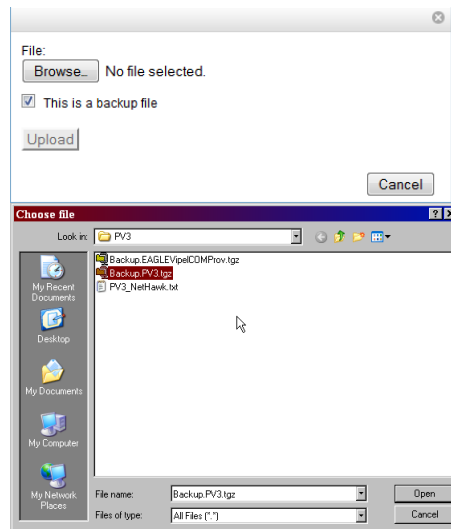 File:
Browse.. No file selected.
This is a backup file
Upload
Cancel
Choose file
Look in: PV3
Backup.EAGLEVipelCOMProv.tgz
Backup.PV3.tgz
PV3_NetHawk.txt
My Recent
Documents
Desktop
My Documents
My Computer
My Network
Places
File name: Backup.PV3.tgz Open
Files of type: All Files (*.*) Cancel